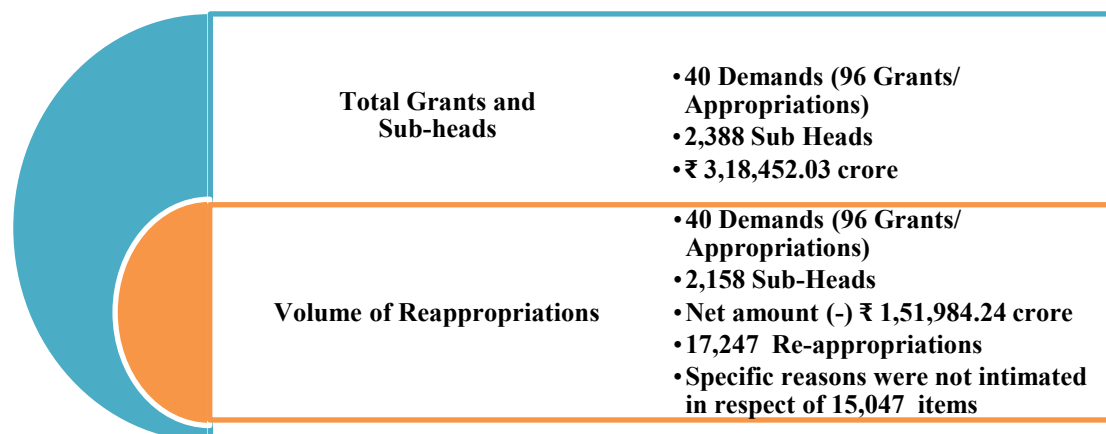 Total Grants and
Sub-heads
•40 Demands (96 Grants/
Appropriations)
•2,388 Sub Heads
•₹ 3,18,452.03 crore
Volume of Reappropriations
•40 Demands (96 Grants/
Appropriations)
•2,158 Sub-Heads
•Net amount (-) ₹ 1,51,984.24 crore
•17,247 Re-appropriations
•Specific reasons were not intimated
in respect of 15,047 items